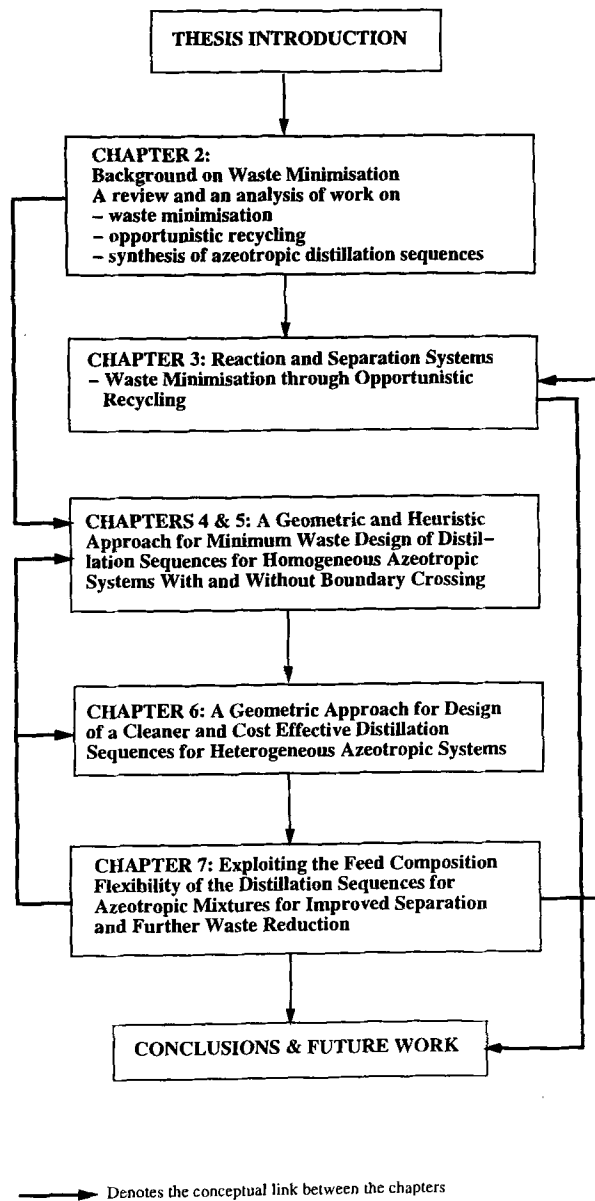 THESIS INTRODUCTION
CHAPTER 2:
Background on Waste Minimisation
A review and an analysis of work on
– waste minimisation
– opportunistic recycling
– synthesis of azeotropic distillation sequences
CHAPTER 3: Reaction and Separation Systems
– Waste Minimisation through Opportunistic
Recycling
CHAPTERS 4 & 5: A Geometric and Heuristic
Approach for Minimum Waste Design of Distil–
lation Sequences for Homogeneous Azeotropic
Systems With and Without Boundary Crossing
CHAPTER 6: A Geometric Approach for Design
of a Cleaner and Cost Effective Distillation
Sequences for Heterogeneous Azeotropic Systems
CHAPTER 7: Exploiting the Feed Composition
Flexibility of the Distillation Sequences for
Azeotropic Mixtures for Improved Separation
and Further Waste Reduction
CONCLUSIONS & FUTURE WORK
Denotes the conceptual link between the chapters